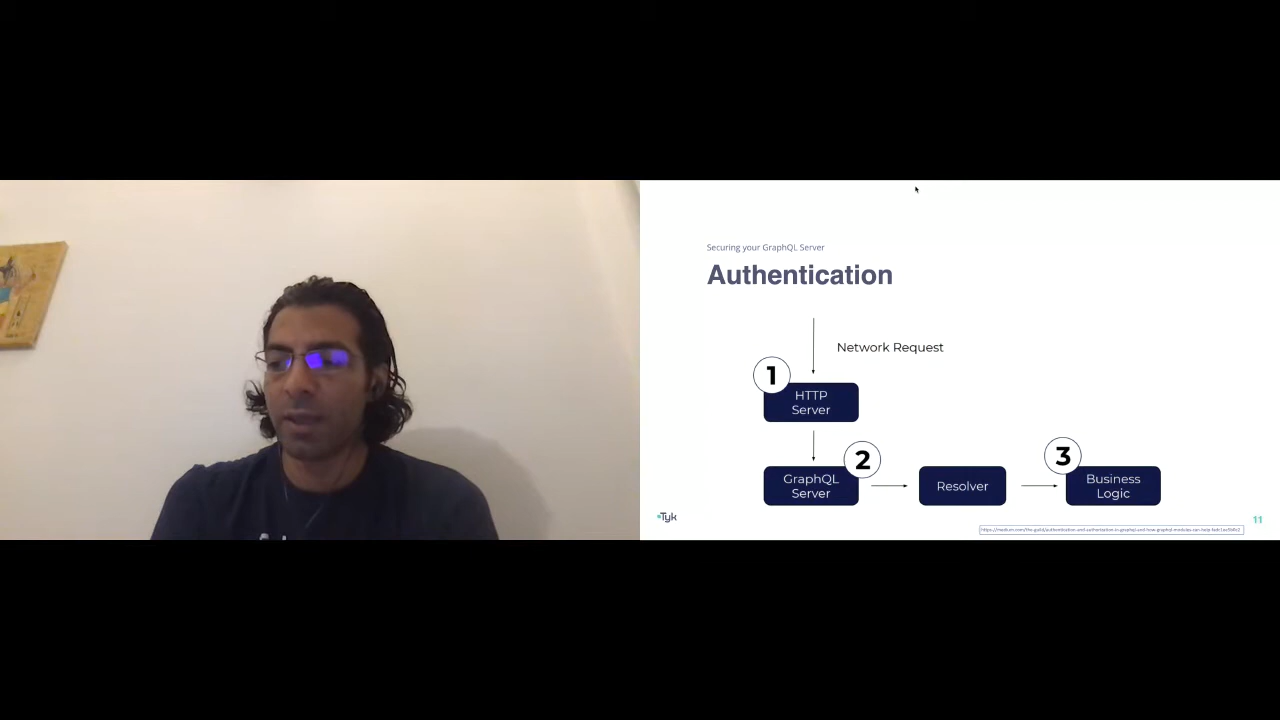 Securing your GraphQL Server
Authentication
Network Request
1
HTTP
Server
2
GraphQL
Server
Resolver
3
Business
Logic
Tyk
11